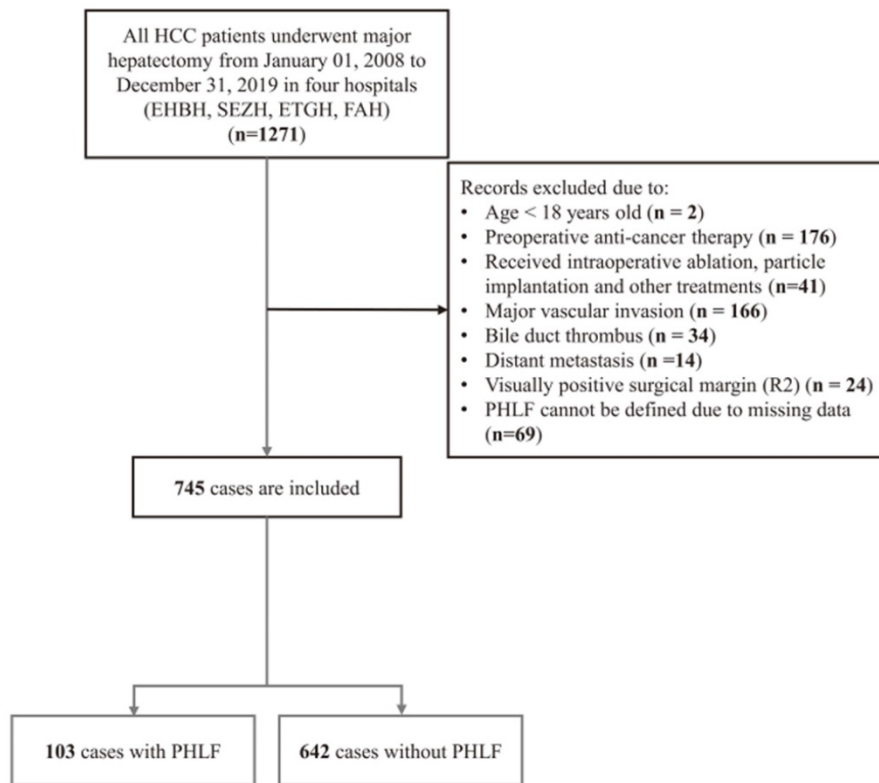 All HCC patients underwent major
hepatectomy from January 01, 2008 to
December 31, 2019 in four hospitals
(EHBH, SEZH, ETGH, FAH)
(n=1271)
Records excluded due to:
• Age < 18 years old (n = 2)
• Preoperative anti-cancer therapy (n = 176)
• Received intraoperative ablation, particle
implantation and other treatments (n=41)
• Major vascular invasion (n = 166)
• Bile duct thrombus (n = 34)
• Distant metastasis (n =14)
• Visually positive surgical margin (R2) (n = 24)
• PHLF cannot be defined due to missing data
(n=69)
745 cases are included
103 cases with PHLF
642 cases without PHLF